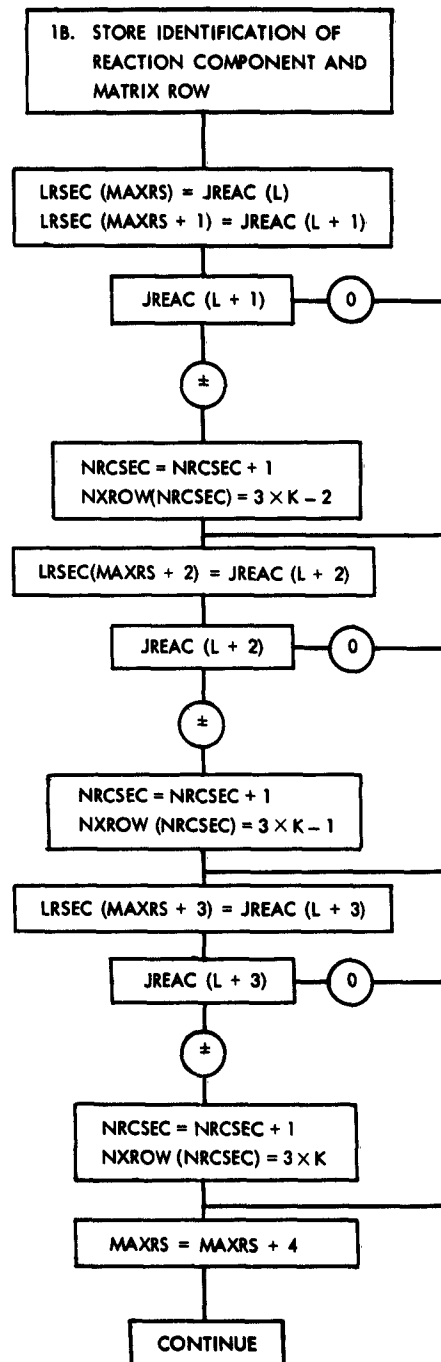 1B. STORE IDENTIFICATION OF
REACTION COMPONENT AND
MATRIX ROW
LRSEC (MAXRS) = JREAC (L)
LRSEC (MAXRS + 1) = JREAC (L + 1)
JREAC (L + 1)
0
±
NRCSEC = NRCSEC + 1
NXROW(NRCSEC) = 3 × K – 2
LRSEC(MAXRS + 2) = JREAC (L + 2)
JREAC (L + 2)
0
±
NRCSEC = NRCSEC + 1
NXROW (NRCSEC) = 3 × K – 1
LRSEC (MAXRS + 3) = JREAC (L + 3)
JREAC (L + 3)
0
±
NRCSEC = NRCSEC + 1
NXROW (NRCSEC) = 3 × K
MAXRS = MAXRS + 4
CONTINUE